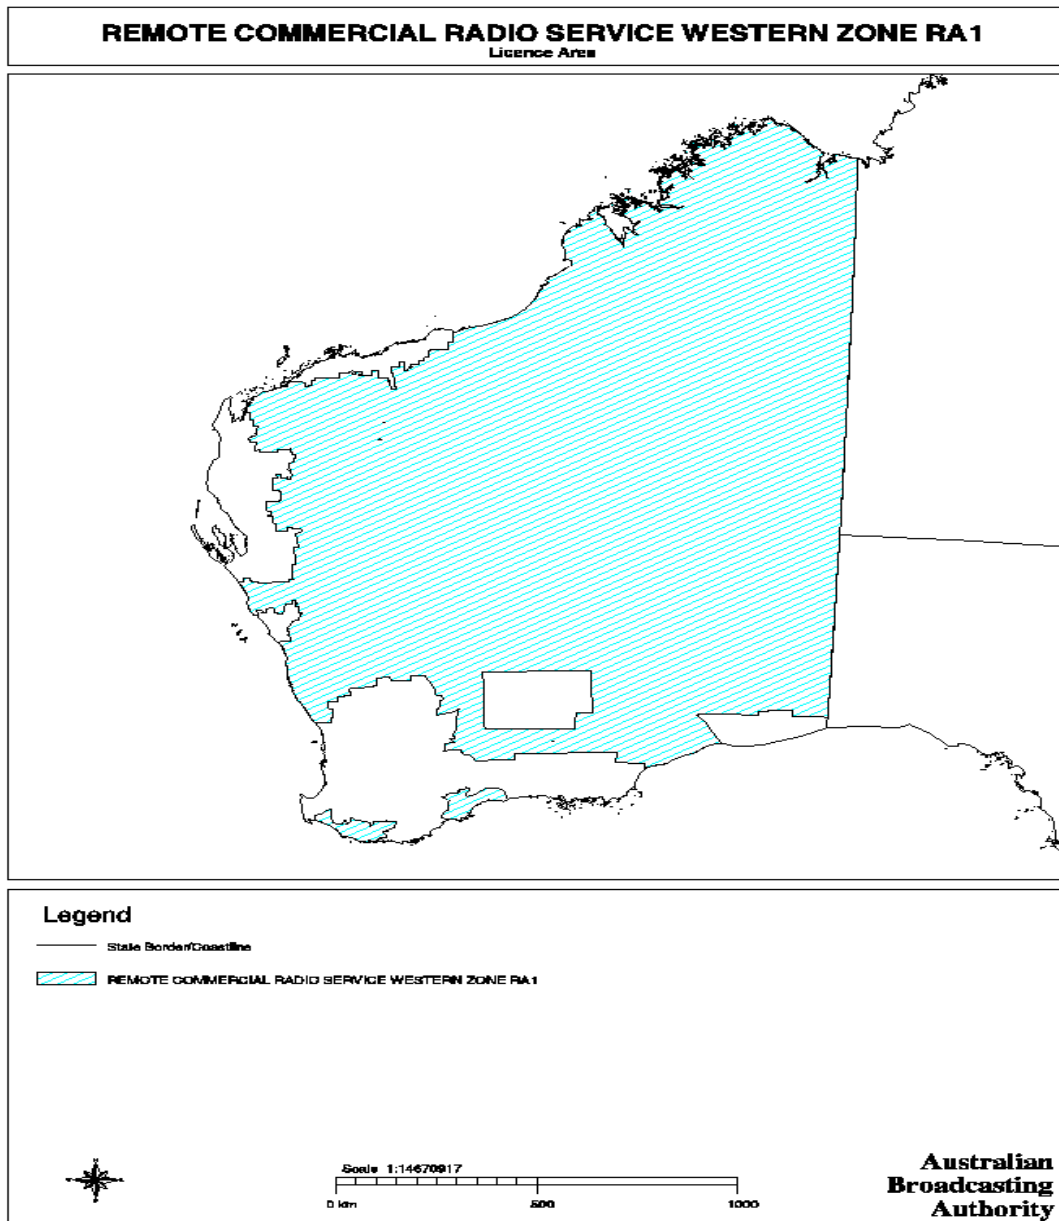 REMOTE COMMERCIAL RADIO SERVICE WESTERN ZONE RA1
Licence Area
Legend
State Border/Coastline
REMOTE COMMERCIAL RADIO SERVICE WESTERN ZONE RA1
N
Scale 1:14670917
0 km 500 1000
Australian
Broadcasting
Authority